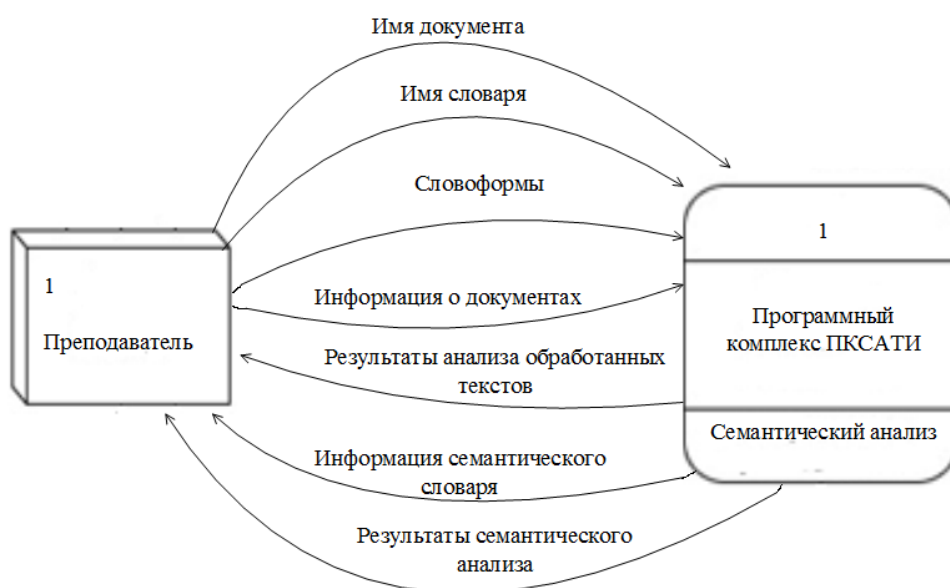 Имя документа
Имя словаря
Словоформы
1
Преподаватель
Информация о документах
Результаты анализа обработанных
текстов
Информация семантического
словаря
Результаты семантического
анализа
1
Программный
комплекс ПКСАТИ
Семантический анализ